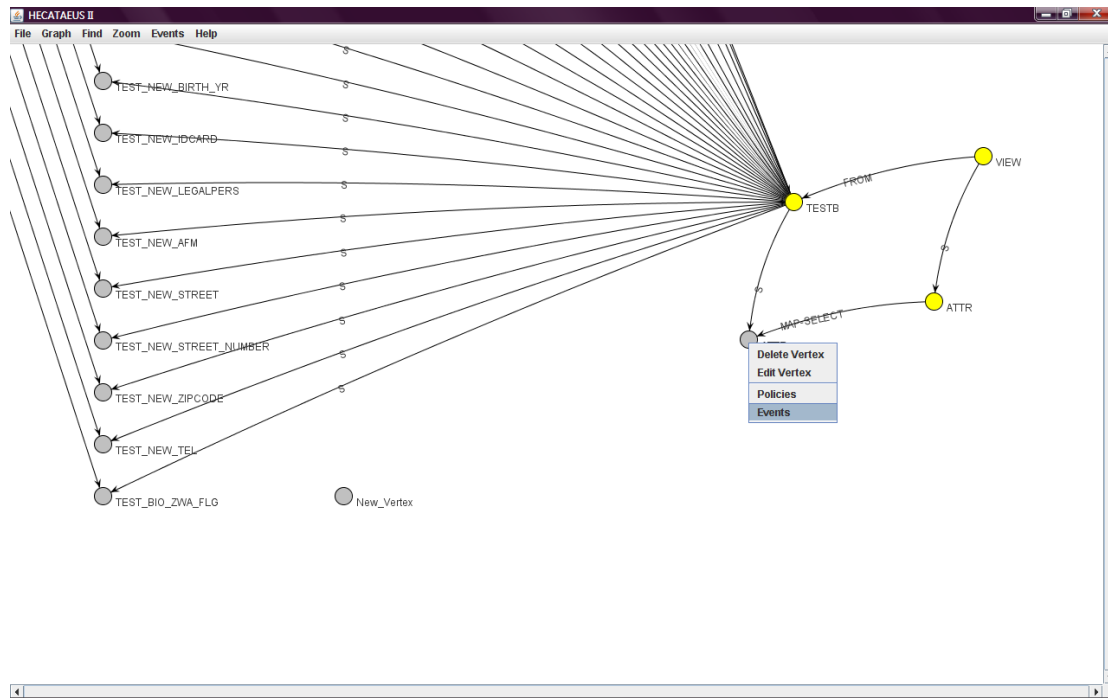 HECATAEUS II
File Graph Find Zoom Events Help
S
TEST_NEW_BIRTH_YR
S
S
TEST_NEW_IDCARD
S
VIEW
FROM
TEST_NEW_LEGALPERS
S
TESTB
S
TEST_NEW_AFM
S
S
TEST_NEW_STREET
S
S
ATTR
MAP-SELECT
TEST_NEW_STREET_NUMBER
S
Delete Vertex
S
Edit Vertex
Policies
TEST_NEW_ZIPCODE
S
Events
TEST_NEW_TEL
TEST_BIO_ZWA_FLG
New_Vertex